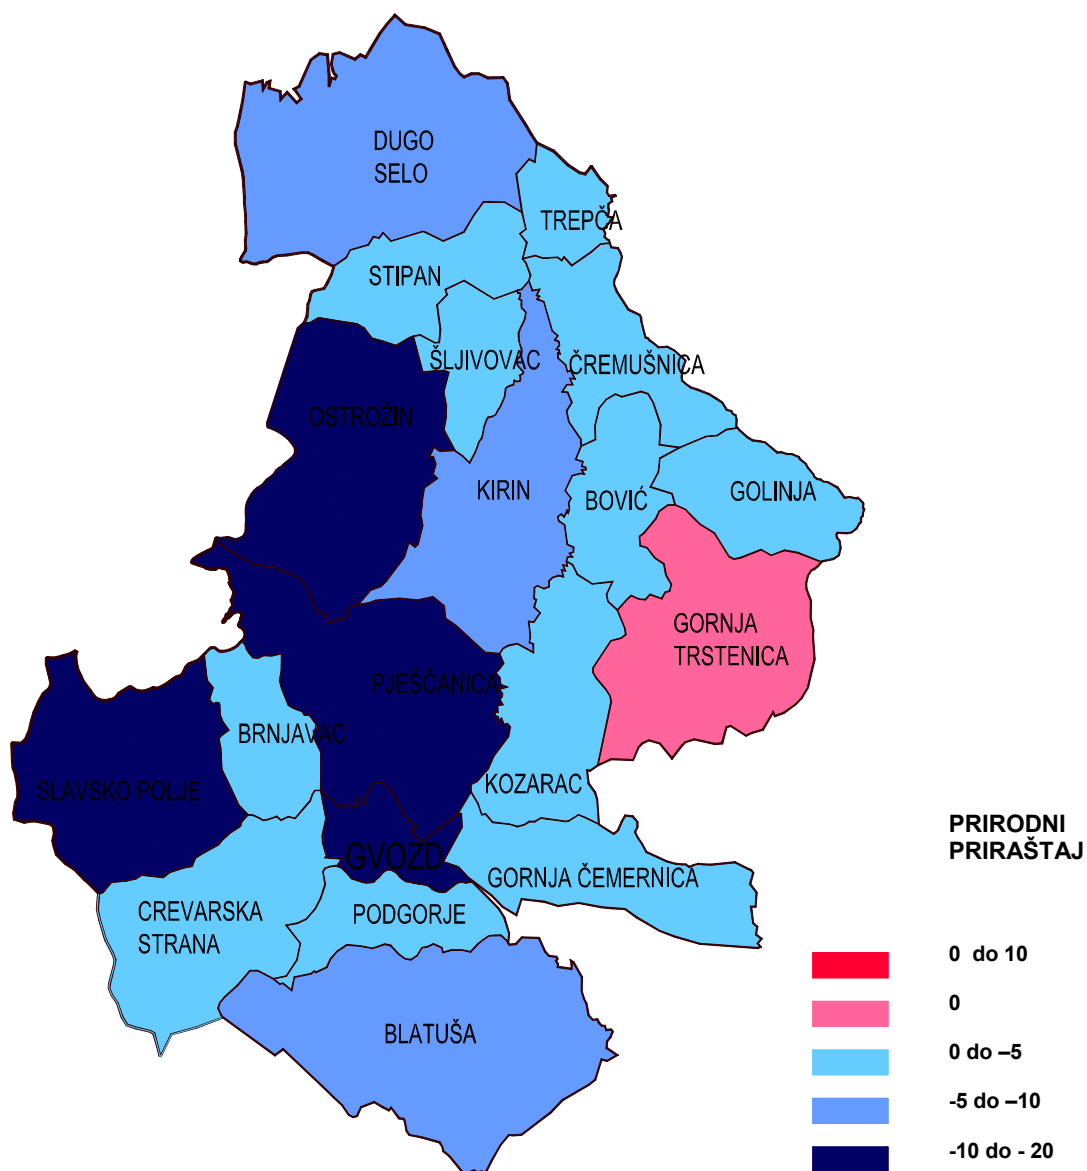 DUGO
SELO
TREPČA
STIPAN
ŠLJIVOVAC
ČREMUŠNICA
OSTROŽIN
KIRIN
BOVIĆ
GOLINJA
GORNJA
TRSTENICA
PJEŠČANICA
BRNJAVAC
SLAVSKO POLJE
KOZARAC
GVOZD
GORNJA ČEMERNICA
CREVARSKA
STRANA
PODGORJE
BLATUŠA
PRIRODNI
PRIRAŠTAJ
0 do 10
0
0 do –5
-5 do –10
-10 do - 20